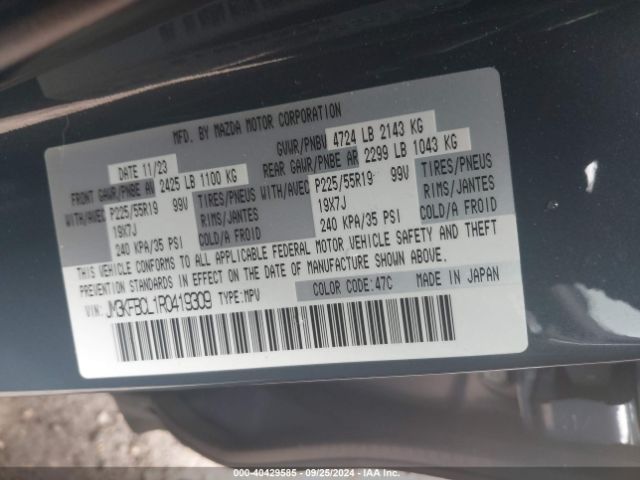 MFD. BY MAZDA MOTOR CORPORATION
DATE 11/23 GVWR/PNBV 4724 LB 2143 KG
FRONT GAWR/PNBE AV 2425 LB 1100 KG REAR GAWR/PNBE AR 2299 LB 1043 KG
WITH/AVEC P225/55R19 99V TIRES/PNEUS WITH/AVEC P225/55R19 99V TIRES/PNEUS
19X7J RIMS/JANTES 19X7J RIMS/JANTES
240 KPA/35 PSI COLD/A FROID 240 KPA/35 PSI COLD/A FROID
THIS VEHICLE CONFORMS TO ALL APPLICABLE FEDERAL MOTOR VEHICLE SAFETY AND THEFT
PREVENTION STANDARDS IN EFFECT ON THE DATE OF MANUFACTURE SHOWN ABOVE.
VIN: JM3KFBCL1R0419309 TYPE:MPV COLOR CODE:47C MADE IN JAPAN
000-40429585 - 09/25/2024 - IAA Inc.